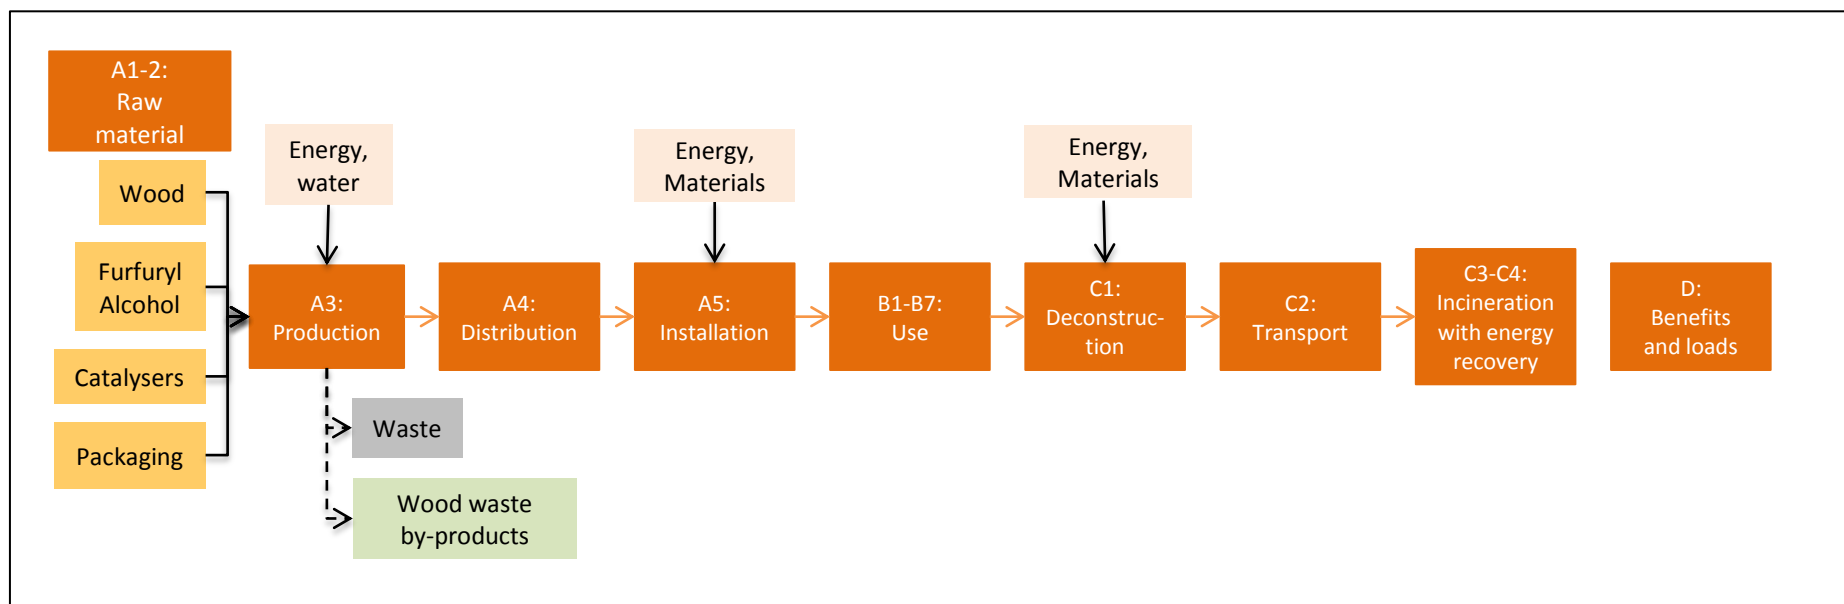 A1-2:
Raw
material
Wood
Furfuryl
Alcohol
Catalysers
Packaging
Energy,
water
A3:
Production
Waste
Wood waste
by-products
A4:
Distribution
Energy,
Materials
A5:
Installation
B1-B7:
Use
Energy,
Materials
C1:
Deconstruc-
tion
C2:
Transport
C3-C4:
Incineration
with energy
recovery
D:
Benefits
and loads